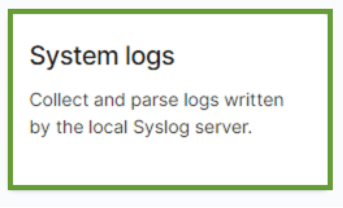 System logs
Collect and parse logs written
by the local Syslog server.